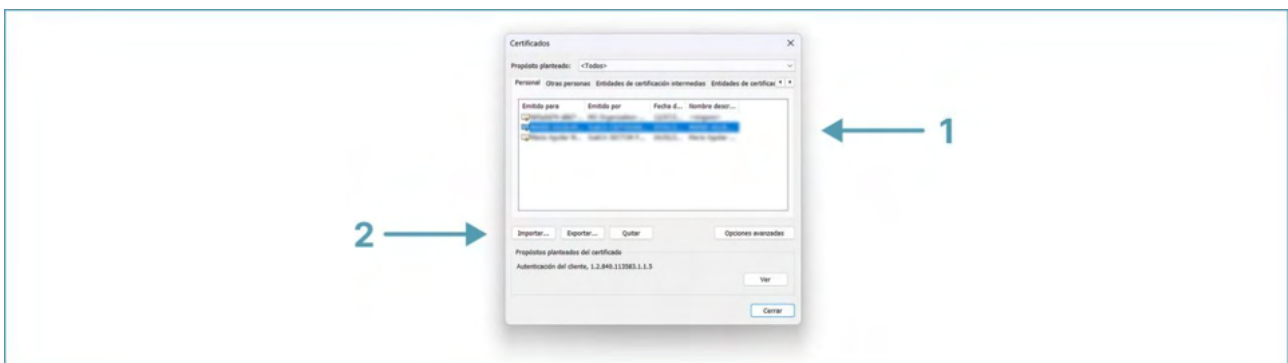 Certificados
Propósito planteado: <Todos>
Personal Otras personas Entidades de certificación intermedias Entidades de certificac
Emitido para Emitido por Fecha d... Nombre descr...
1
2
Importar... Exportar... Quitar Opciones avanzadas
Propósitos planteados del certificado
Autenticación del cliente, 1.2.840.113583.1.1.5
Ver
Cerrar